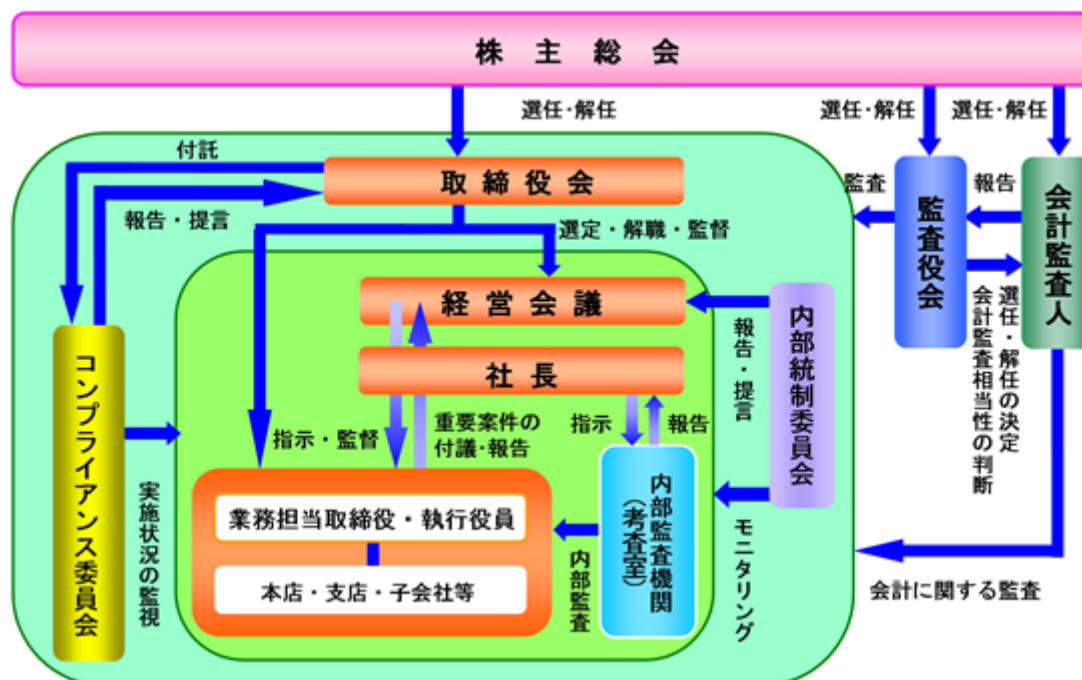 株主総会
選任・解任
選任・解任
選任・解任
付託
取締役会
監査
報告
報告・提言
選定・解職・監督
監査役会
会計監査人
経営会議
報告・提言
内部統制委員会
選任・解任の決定
会計監査相当性の判断
コンプライアンス委員会
社長
指示・監督
重要案件の
付議・報告
指示
報告
実施状況の監視
業務担当取締役・執行役員
本店・支店・子会社等
内部監査
内部監査機関
(考査室)
モニタリング
会計に関する監査